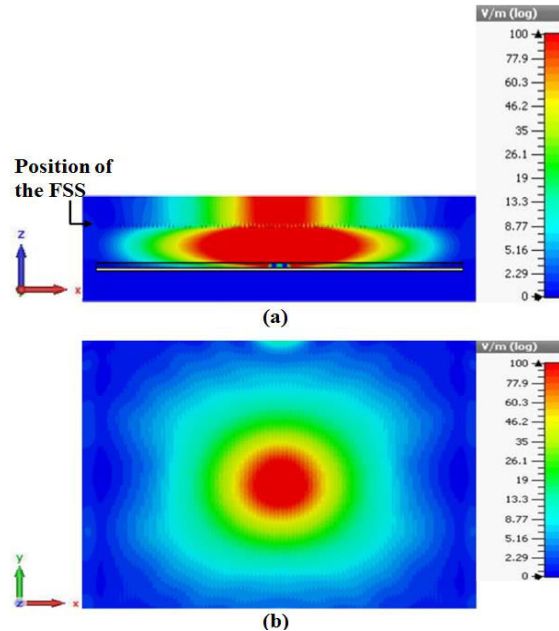 V/m (log)
100
77.9
60.3
46.2
35
26.1
19
13.3
8.77
5.16
2.29
0
Position of
the FSS
z
y
x
(a)
V/m (log)
100
77.9
60.3
46.2
35
26.1
19
13.3
8.77
5.16
2.29
0
y
z
x
(b)